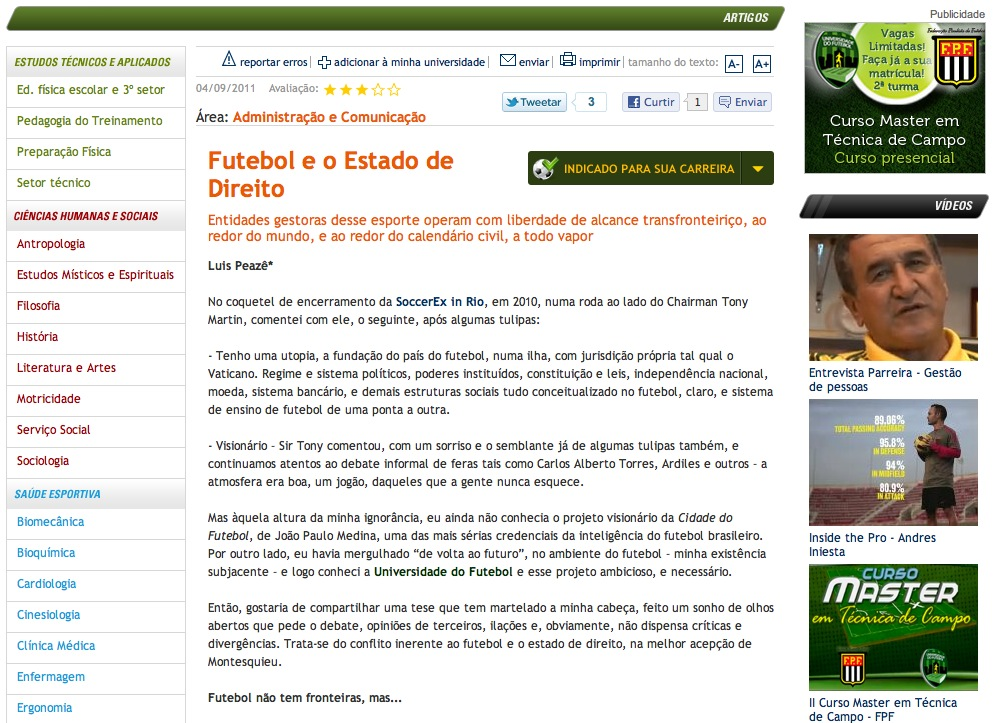 ARTIGOS
ESTUDOS TÉCNICOS E APLICADOS
Ed. física escolar e 3º setor
Pedagogia do Treinamento
Preparação Física
Setor técnico
CIÊNCIAS HUMANAS E SOCIAIS
Antropologia
Estudos Místicos e Espirituais
Filosofia
História
Literatura e Artes
Motricidade
Serviço Social
Sociologia
SAÚDE ESPORTIVA
Biomecânica
Bioquímica
Cardiologia
Cinesiologia
Clínica Médica
Enfermagem
Ergonomia
reportar erros | adicionar à minha universidade | enviar | imprimir | tamanho do texto: A- A+
04/09/2011 Avaliação:
Tweetar 3 Curtir 1 Enviar
Área: Administração e Comunicação
Futebol e o Estado de
Direito
INDICADO PARA SUA CARREIRA
Entidades gestoras desse esporte operam com liberdade de alcance transfronteiriço, ao
redor do mundo, e ao redor do calendário civil, a todo vapor
Luis Peazê*
No coquetel de encerramento da SoccerEx in Rio, em 2010, numa roda ao lado do Chairman Tony
Martin, comentei com ele, o seguinte, após algumas tulipas:
- Tenho uma utopia, a fundação do país do futebol, numa ilha, com jurisdição própria tal qual o
Vaticano. Regime e sistema políticos, poderes instituídos, constituição e leis, independência nacional,
moeda, sistema bancário, e demais estruturas sociais tudo conceitualizado no futebol, claro, e sistema
de ensino de futebol de uma ponta a outra.
- Visionário - Sir Tony comentou, com um sorriso e o semblante já de algumas tulipas também, e
continuamos atentos ao debate informal de feras tais como Carlos Alberto Torres, Ardiles e outros - a
atmosfera era boa, um jogão, daqueles que a gente nunca esquece.
Mas àquela altura da minha ignorância, eu ainda não conhecia o projeto visionário da Cidade do
Futebol, de João Paulo Medina, uma das mais sérias credenciais da inteligência do futebol brasileiro.
Por outro lado, eu havia mergulhado “de volta ao futuro”, no ambiente do futebol - minha existência
subjacente - e logo conheci a Universidade do Futebol e esse projeto ambicioso, e necessário.
Então, gostaria de compartilhar uma tese que tem martelado a minha cabeça, feito um sonho de olhos
abertos que pede o debate, opiniões de terceiros, ilações e, obviamente, não dispensa críticas e
divergências. Trata-se do conflito inerente ao futebol e o estado de direito, na melhor acepção de
Montesquieu.
Futebol não tem fronteiras, mas...
Publicidade
UNIVERSIDADE DO FUTEBOL
Vagas
Limitadas!
Faça já a sua
matrícula!
2ª turma
F.P.F.
Curso Master em
Técnica de Campo
Curso presencial
VÍDEOS
Entrevista Parreira - Gestão
de pessoas
89.06%
TOTAL PASSING ACCURACY
95.8%
IN DEFENSE
94%
IN MIDFIELD
80.9%
IN ATTACK
Inside the Pro - Andres
Iniesta
CURSO
MASTER
em Técnica de Campo
F.P.F.
II Curso Master em Técnica
de Campo - FPF